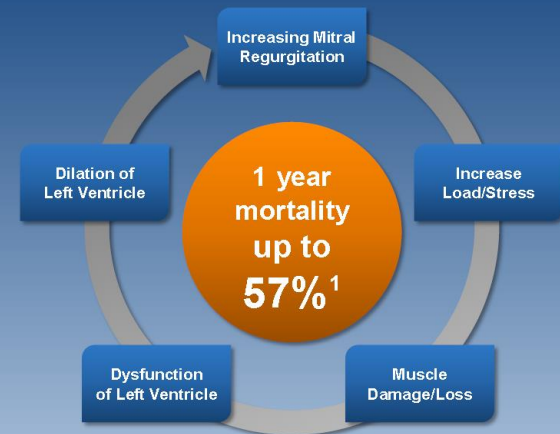 Increasing Mitral
Regurgitation
Increase
Load/Stress
Muscle
Damage/Loss
Dysfunction
of Left Ventricle
Dilation of
Left Ventricle
1 year
mortality
up to
57%¹